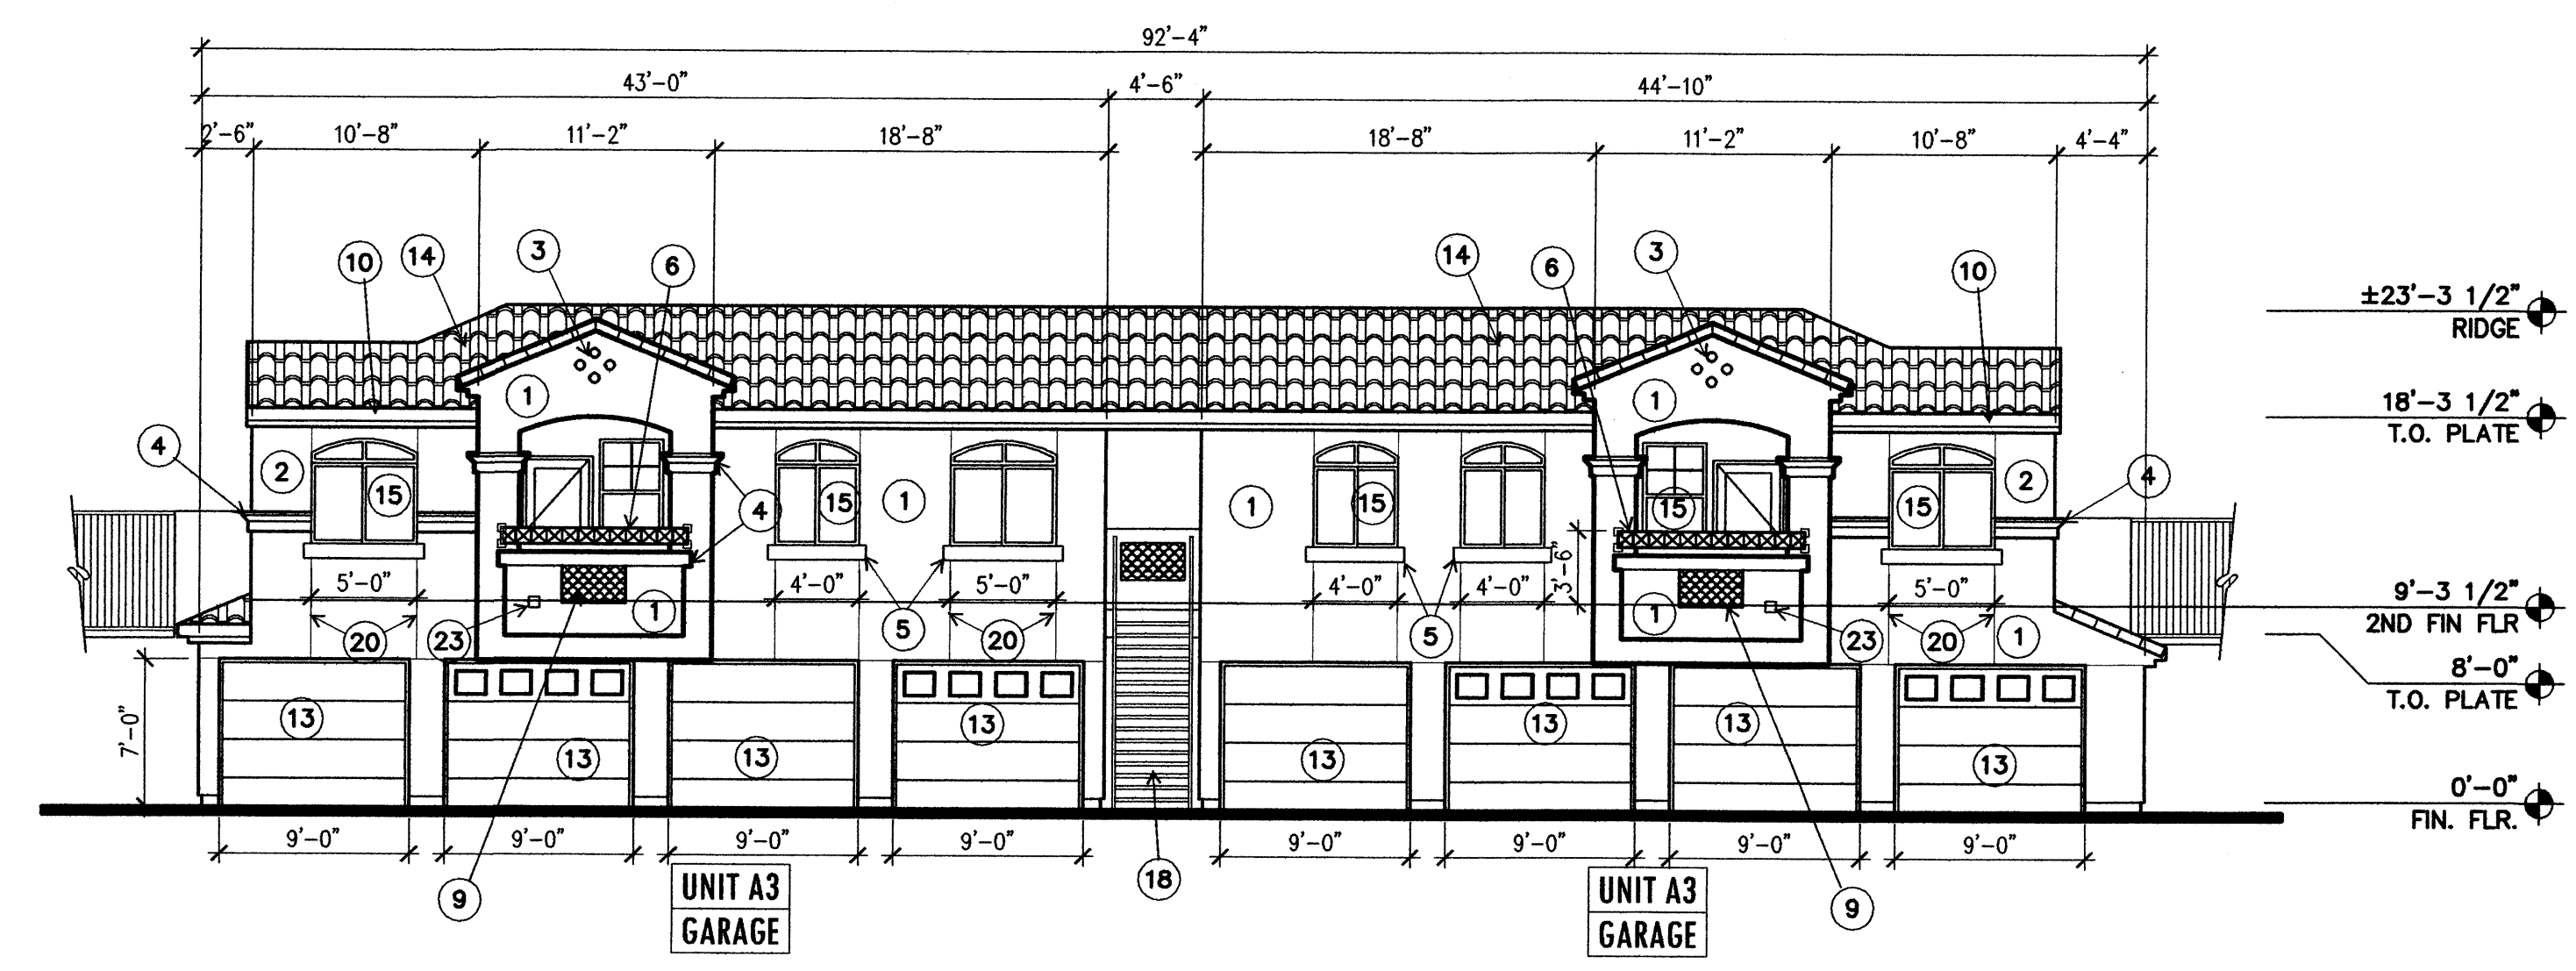 92'-4"
43'-0" 4'-6" 44'-10"
2'-6" 10'-8" 11'-2" 18'-8" 18'-8" 11'-2" 10'-8" 4'-4"
10 14 3 6 14 6 3 10
±23'-3 1/2"
RIDGE
1 1
18'-3 1/2"
T.O. PLATE
4 2 15 4 15 1 1 15 15 15 2 4
3'-6"
5'-0" 4'-0" 5'-0" 4'-0" 4'-0" 5'-0"
9'-3 1/2"
2ND FIN FLR
20 23 1 5 20 5 1 23 20 1
8'-0"
T.O. PLATE
7'-0"
13 13 13 13 13 13 13 13
0'-0"
FIN. FLR.
9'-0" 9'-0" 9'-0" 9'-0" 9'-0" 9'-0" 9'-0" 9'-0"
9 18 9
UNIT A3
GARAGE
UNIT A3
GARAGE